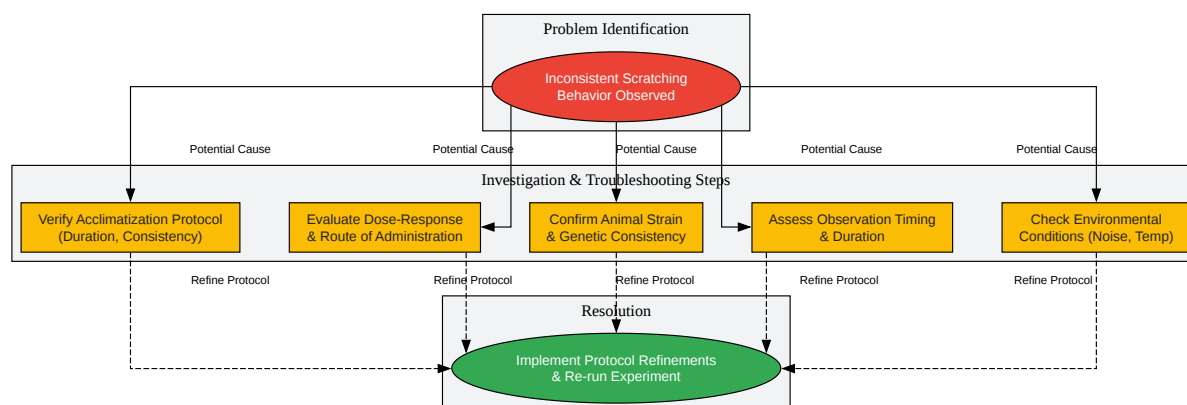 Problem Identification
Inconsistent Scratching
Behavior Observed
Potential Cause
Potential Cause
Potential Cause
Potential Cause
Potential Cause
Investigation & Troubleshooting Steps
Verify Acclimatization Protocol
(Duration, Consistency)
Evaluate Dose-Response
& Route of Administration
Confirm Animal Strain
& Genetic Consistency
Assess Observation Timing
& Duration
Check Environmental
Conditions (Noise, Temp)
Refine Protocol
Refine Protocol
Refine Protocol
Refine Protocol
Refine Protocol
Resolution
Implement Protocol Refinements
& Re-run Experiment